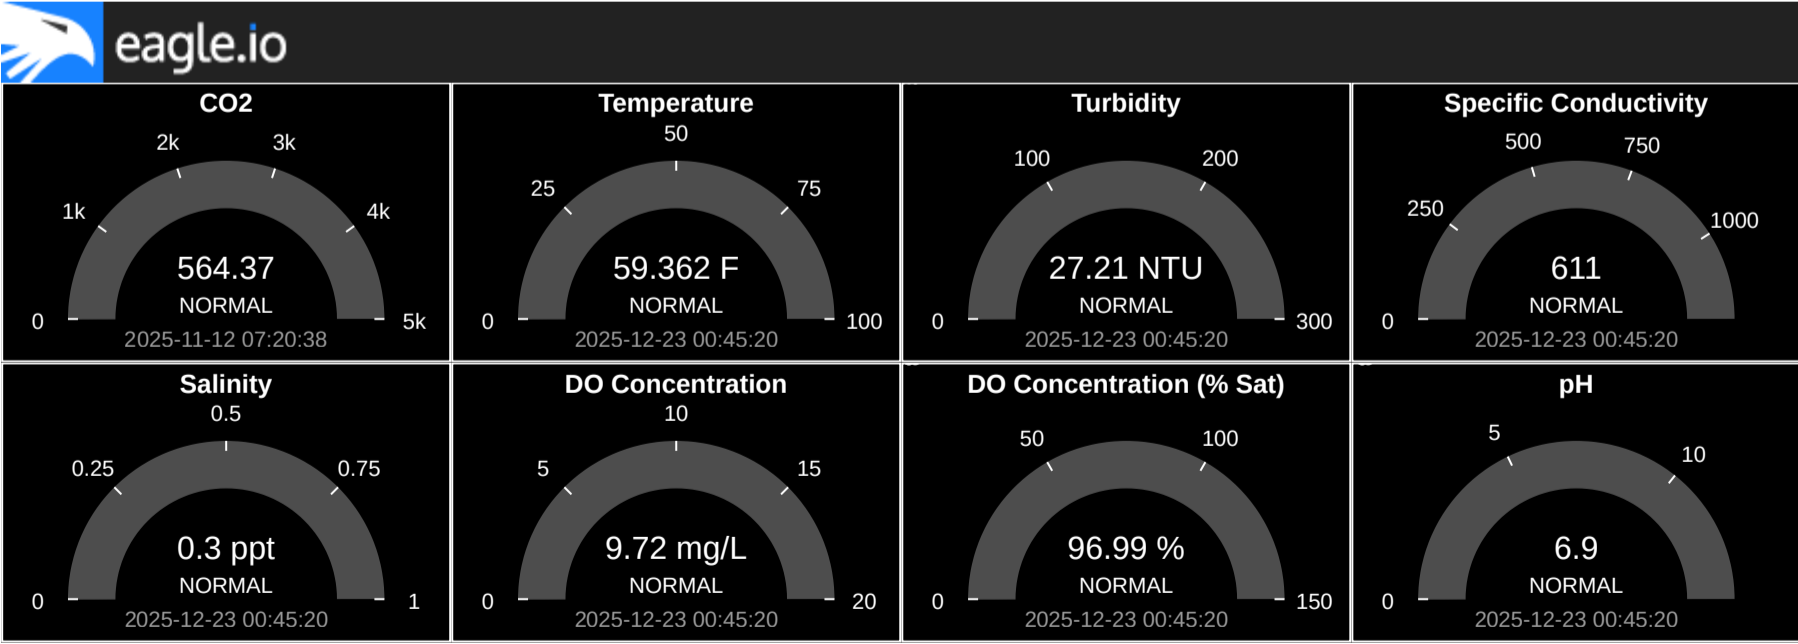 eagle.io
CO2
2k
3k
1k
4k
564.37
NORMAL
0
5k
2025-11-12 07:20:38
Temperature
50
25
75
59.362 F
NORMAL
0
100
2025-12-23 00:45:20
Turbidity
100
200
27.21 NTU
NORMAL
0
300
2025-12-23 00:45:20
Specific Conductivity
500
750
250
1000
611
NORMAL
0
2025-12-23 00:45:20
Salinity
0.5
0.25
0.75
0.3 ppt
NORMAL
0
1
2025-12-23 00:45:20
DO Concentration
10
5
15
9.72 mg/L
NORMAL
0
20
2025-12-23 00:45:20
DO Concentration (% Sat)
50
100
96.99 %
NORMAL
0
150
2025-12-23 00:45:20
pH
5
10
6.9
NORMAL
0
2025-12-23 00:45:20